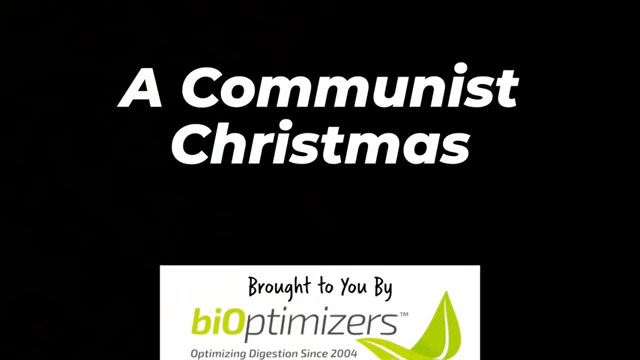 A Communist
Christmas
Brought to You By
biOptimizers™
Optimizing Digestion Since 2004